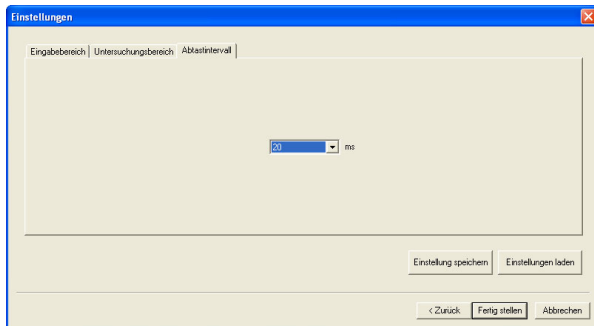 Einstellungen
Eingabebereich Untersuchungsbereich Abtastintervall
20 ms
Einstellung speichern Einstellungen laden
< Zurück Fertig stellen Abbrechen